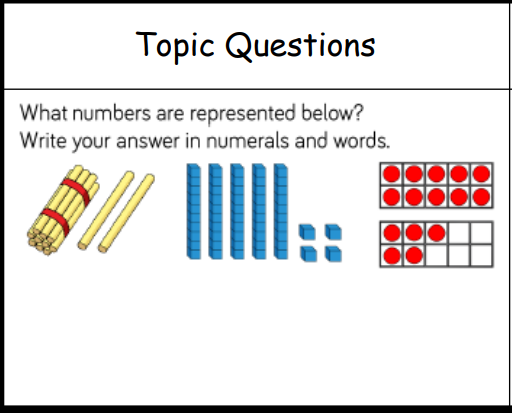 Topic Questions
What numbers are represented below?
Write your answer in numerals and words.